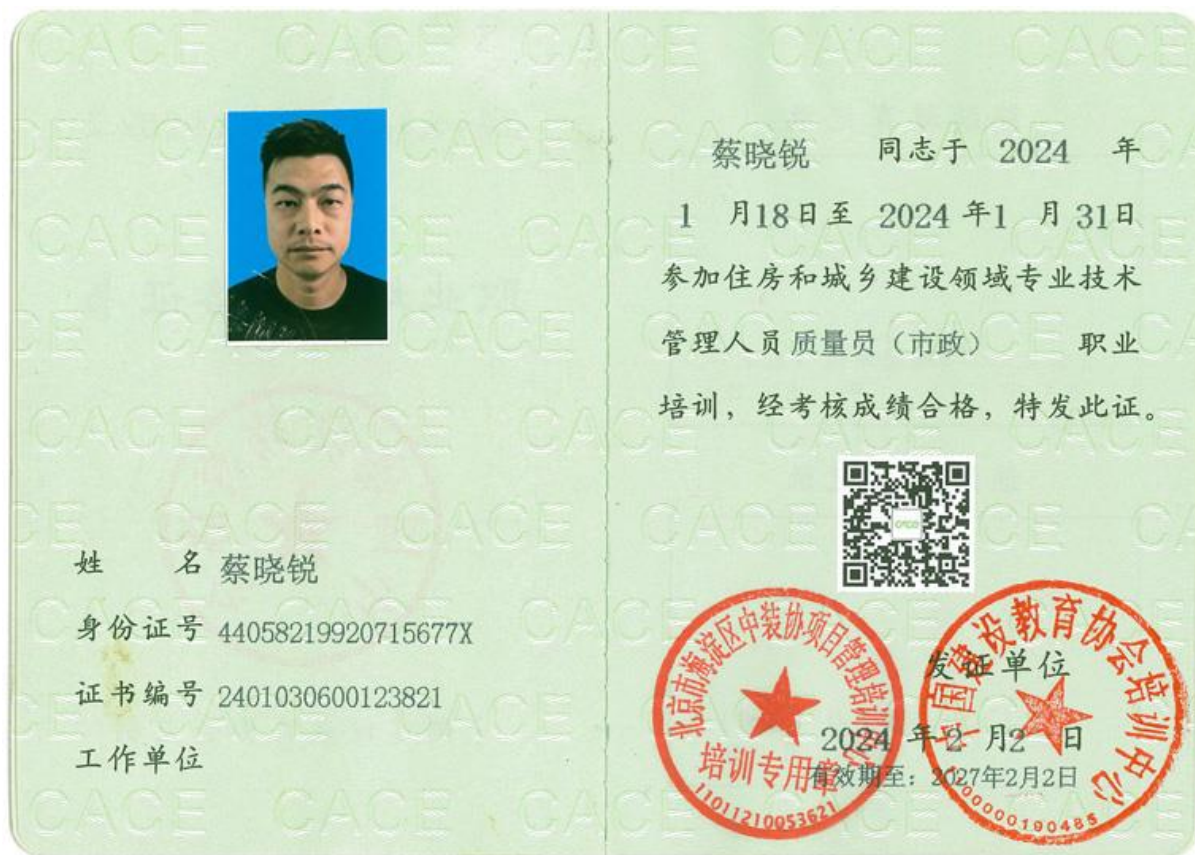 姓 名 蔡晓锐
身份证号 44058219920715677X
证书编号 2401030600123821
工作单位
蔡晓锐 同志于 2024 年
1 月18日至 2024 年1 月 31日
参加住房和城乡建设领域专业技术
管理人员质量员（市政） 职业
培训，经考核成绩合格，特发此证。
CACE
北京市海淀区中装协项目管理培训中心
培训专用章
11011210053621
中国建设教育协会培训中心
发证单位
2024 年2 月2 日
有效期至：2027年2月2日